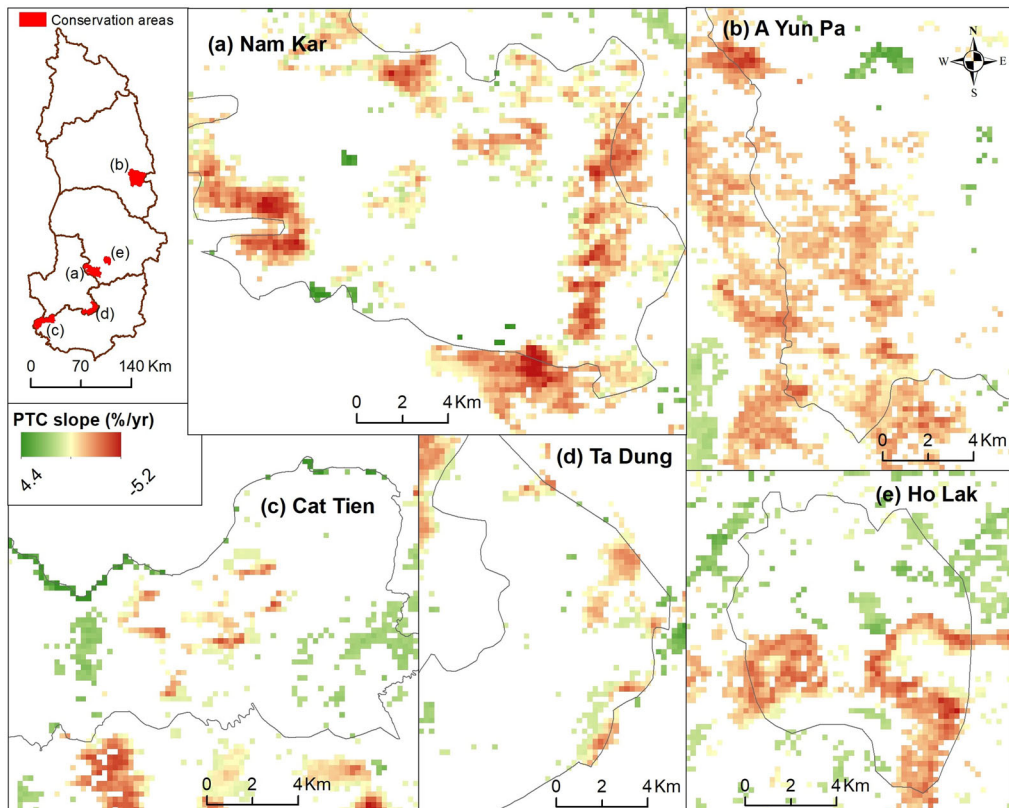 Conservation areas
(b)
(e)
(a)
(d)
(c)
0 70 140 Km
PTC slope (%/yr)
4.4 -5.2
(a) Nam Kar
0 2 4 Km
(b) A Yun Pa
N
W E
S
0 2 4 Km
(c) Cat Tien
0 2 4 Km
(d) Ta Dung
0 2 4 Km
(e) Ho Lak
0 2 4 Km